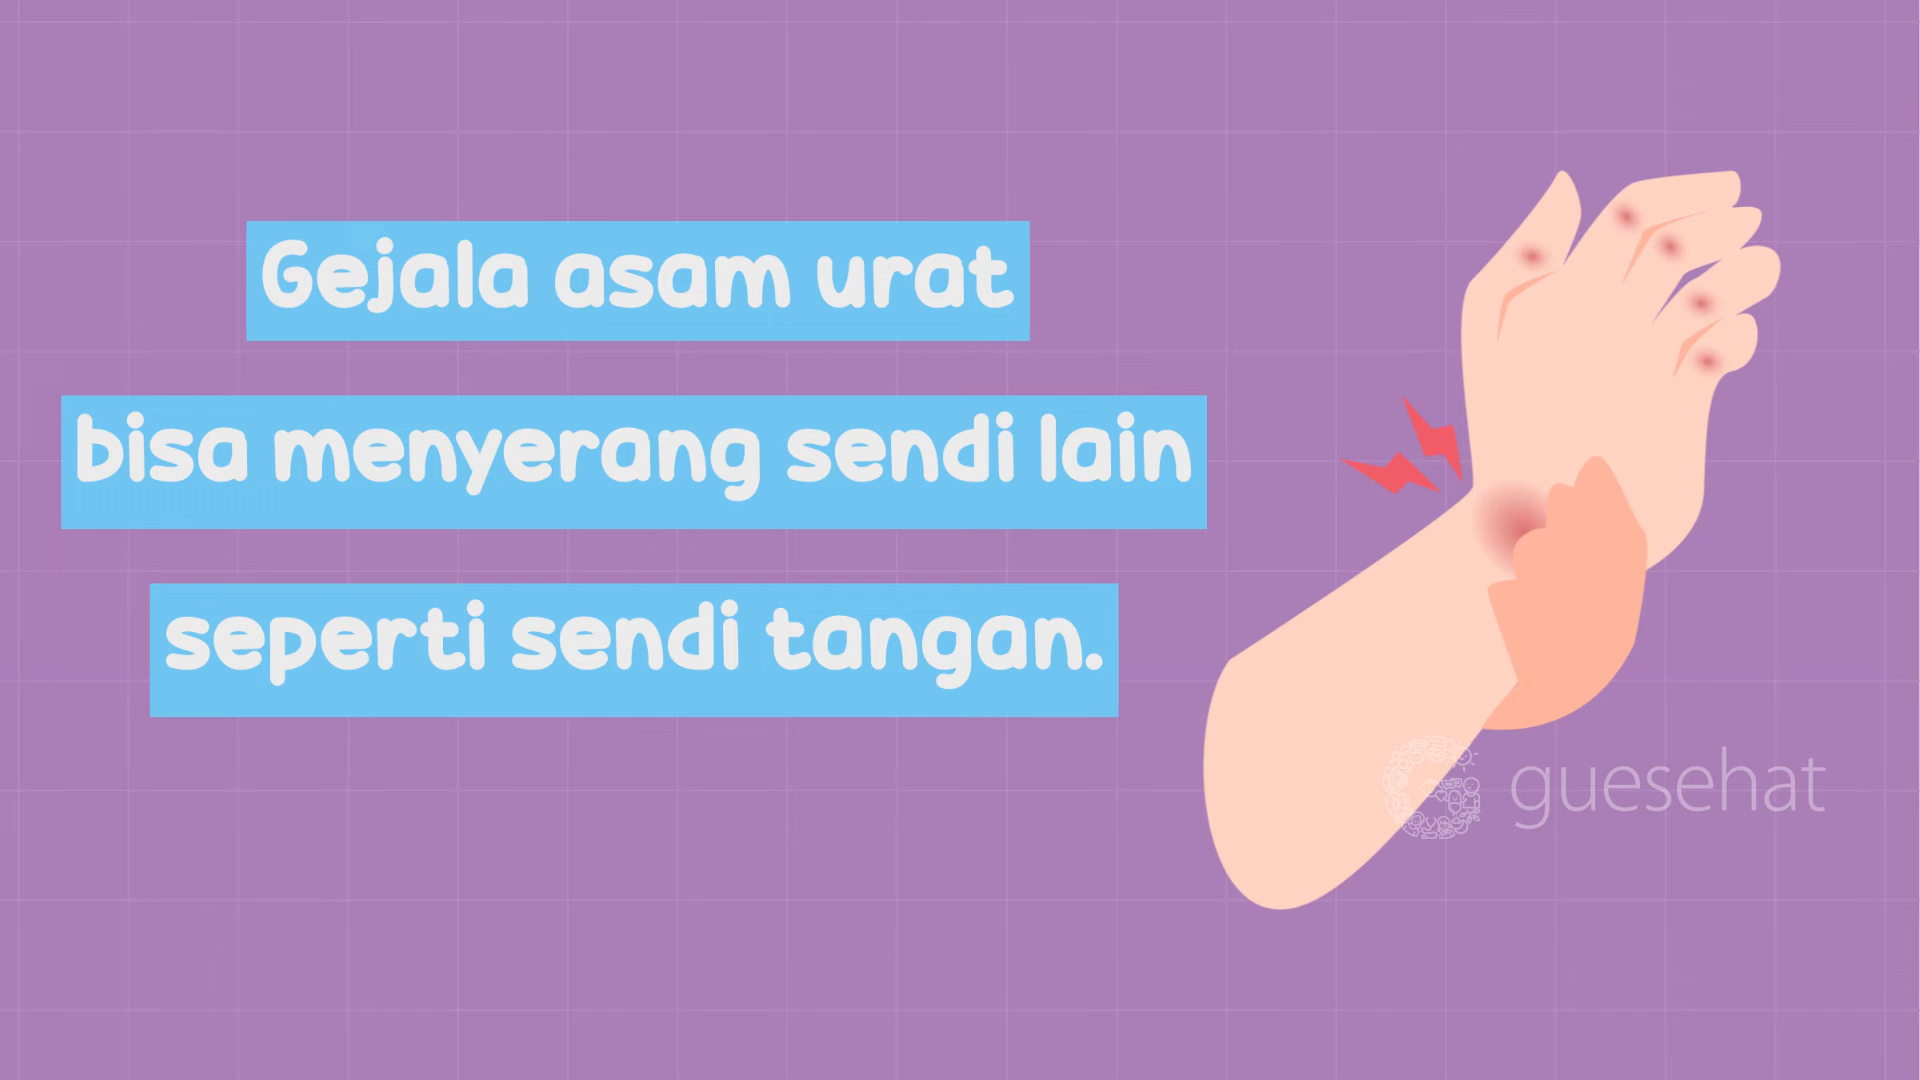 Gejala asam urat
bisa menyerang sendi lain
seperti sendi tangan.
guesehat